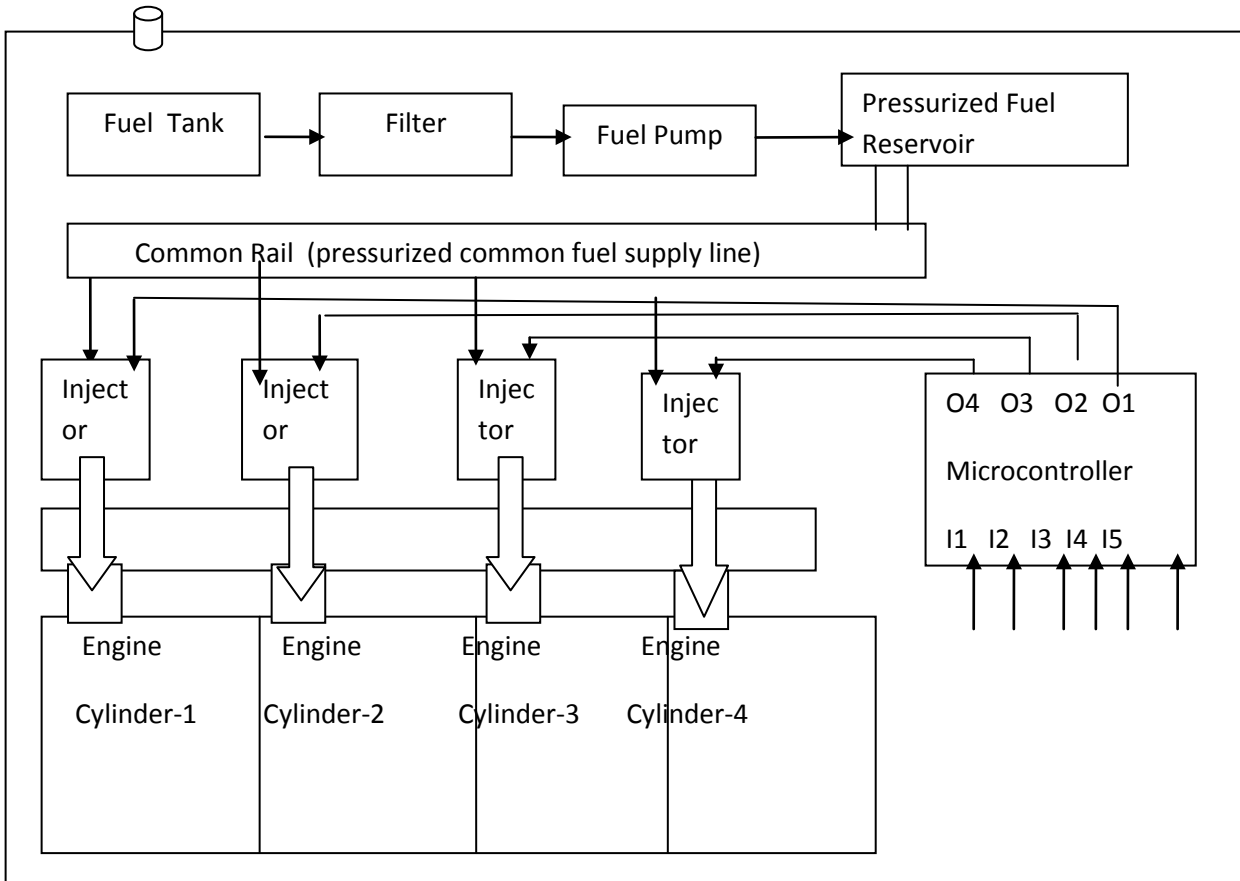 Fuel Tank
Filter
Fuel Pump
Pressurized Fuel
Reservoir
Common Rail (pressurized common fuel supply line)
Inject
or
Inject
or
Injec
tor
Injec
tor
O4 O3 O2 O1
Microcontroller
I1 I2 I3 I4 I5
Engine
Cylinder-1
Engine
Cylinder-2
Engine
Cylinder-3
Engine
Cylinder-4